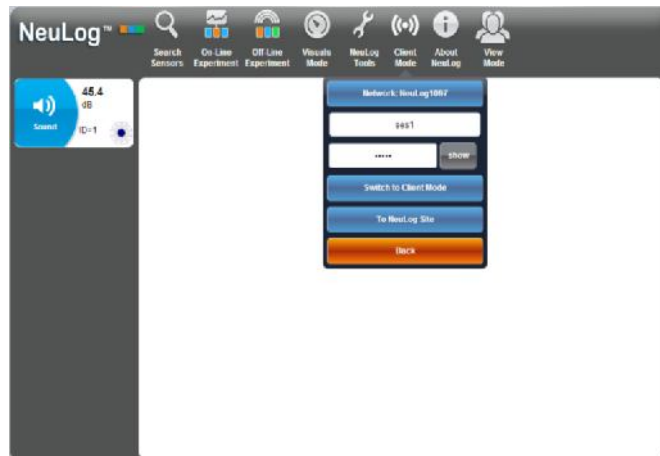 NeuLog™
Search Sensors
On-Line Experiment
Off-Line Experiment
Visuals Mode
NeuLog Tools
Client Mode
About NeuLog
View Mode
45.4
dB
Sound
ID=1
Network: NeuLog1097
ses1
•••••
show
Switch to Client Mode
To NeuLog Site
Back